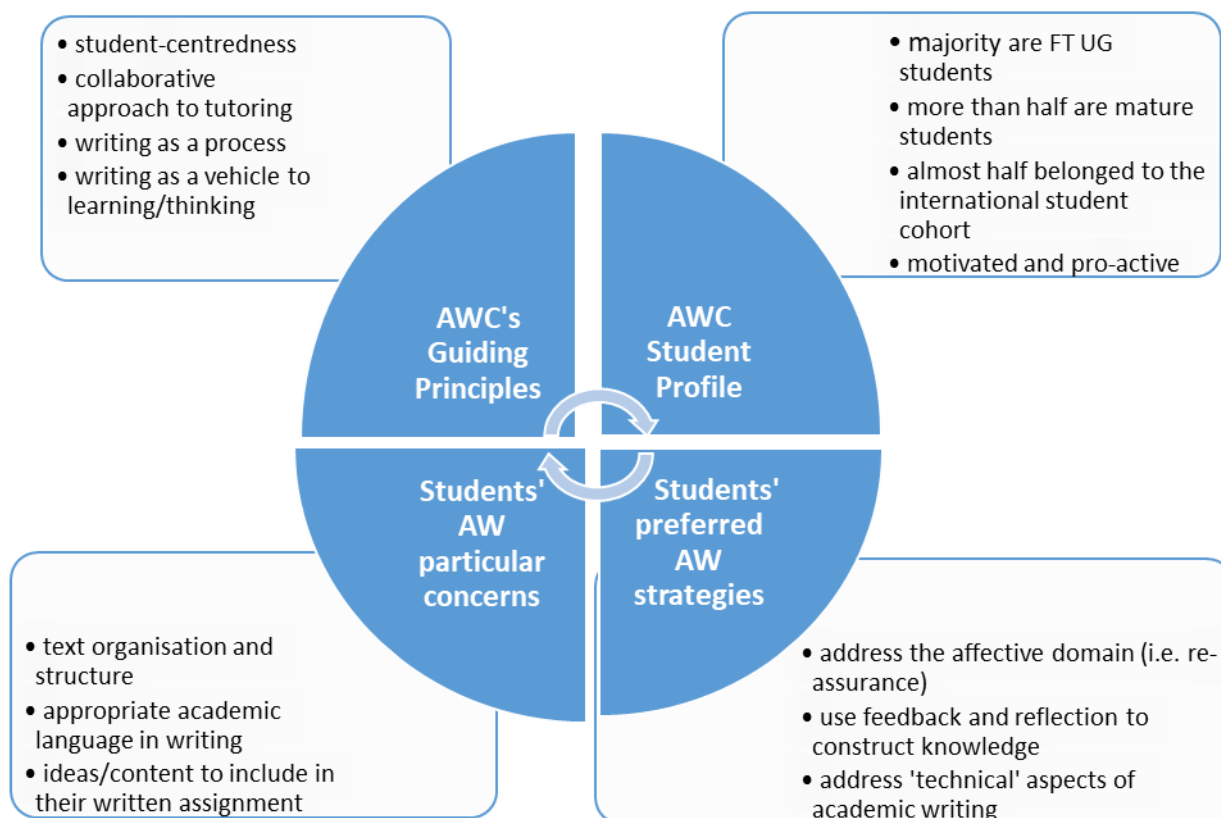 • student-centredness
• collaborative
approach to tutoring
• writing as a process
• writing as a vehicle to
learning/thinking
• majority are FT UG
students
• more than half are mature
students
• almost half belonged to the
international student
cohort
• motivated and pro-active
AWC's
Guiding
Principles
AWC
Student
Profile
Students'
AW
particular
concerns
Students'
preferred
AW
strategies
• text organisation and
structure
• appropriate academic
language in writing
• ideas/content to include in
their written assignment
• address the affective domain (i.e. re-
assurance)
• use feedback and reflection to
construct knowledge
• address 'technical' aspects of
academic writing